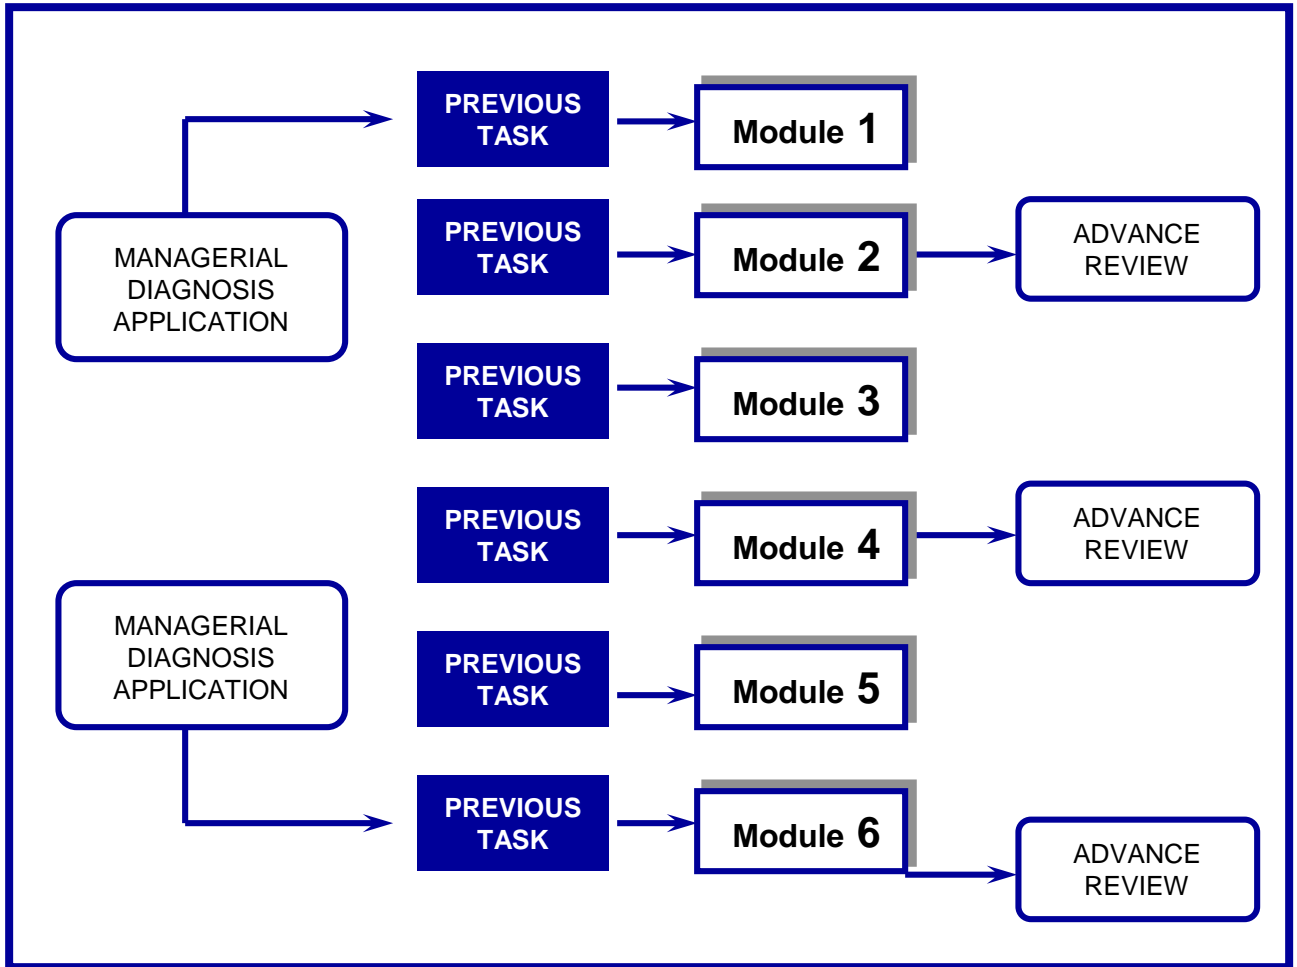 PREVIOUS
TASK
Module 1
MANAGERIAL
DIAGNOSIS
APPLICATION
PREVIOUS
TASK
Module 2
ADVANCE
REVIEW
PREVIOUS
TASK
Module 3
PREVIOUS
TASK
Module 4
ADVANCE
REVIEW
MANAGERIAL
DIAGNOSIS
APPLICATION
PREVIOUS
TASK
Module 5
PREVIOUS
TASK
Module 6
ADVANCE
REVIEW